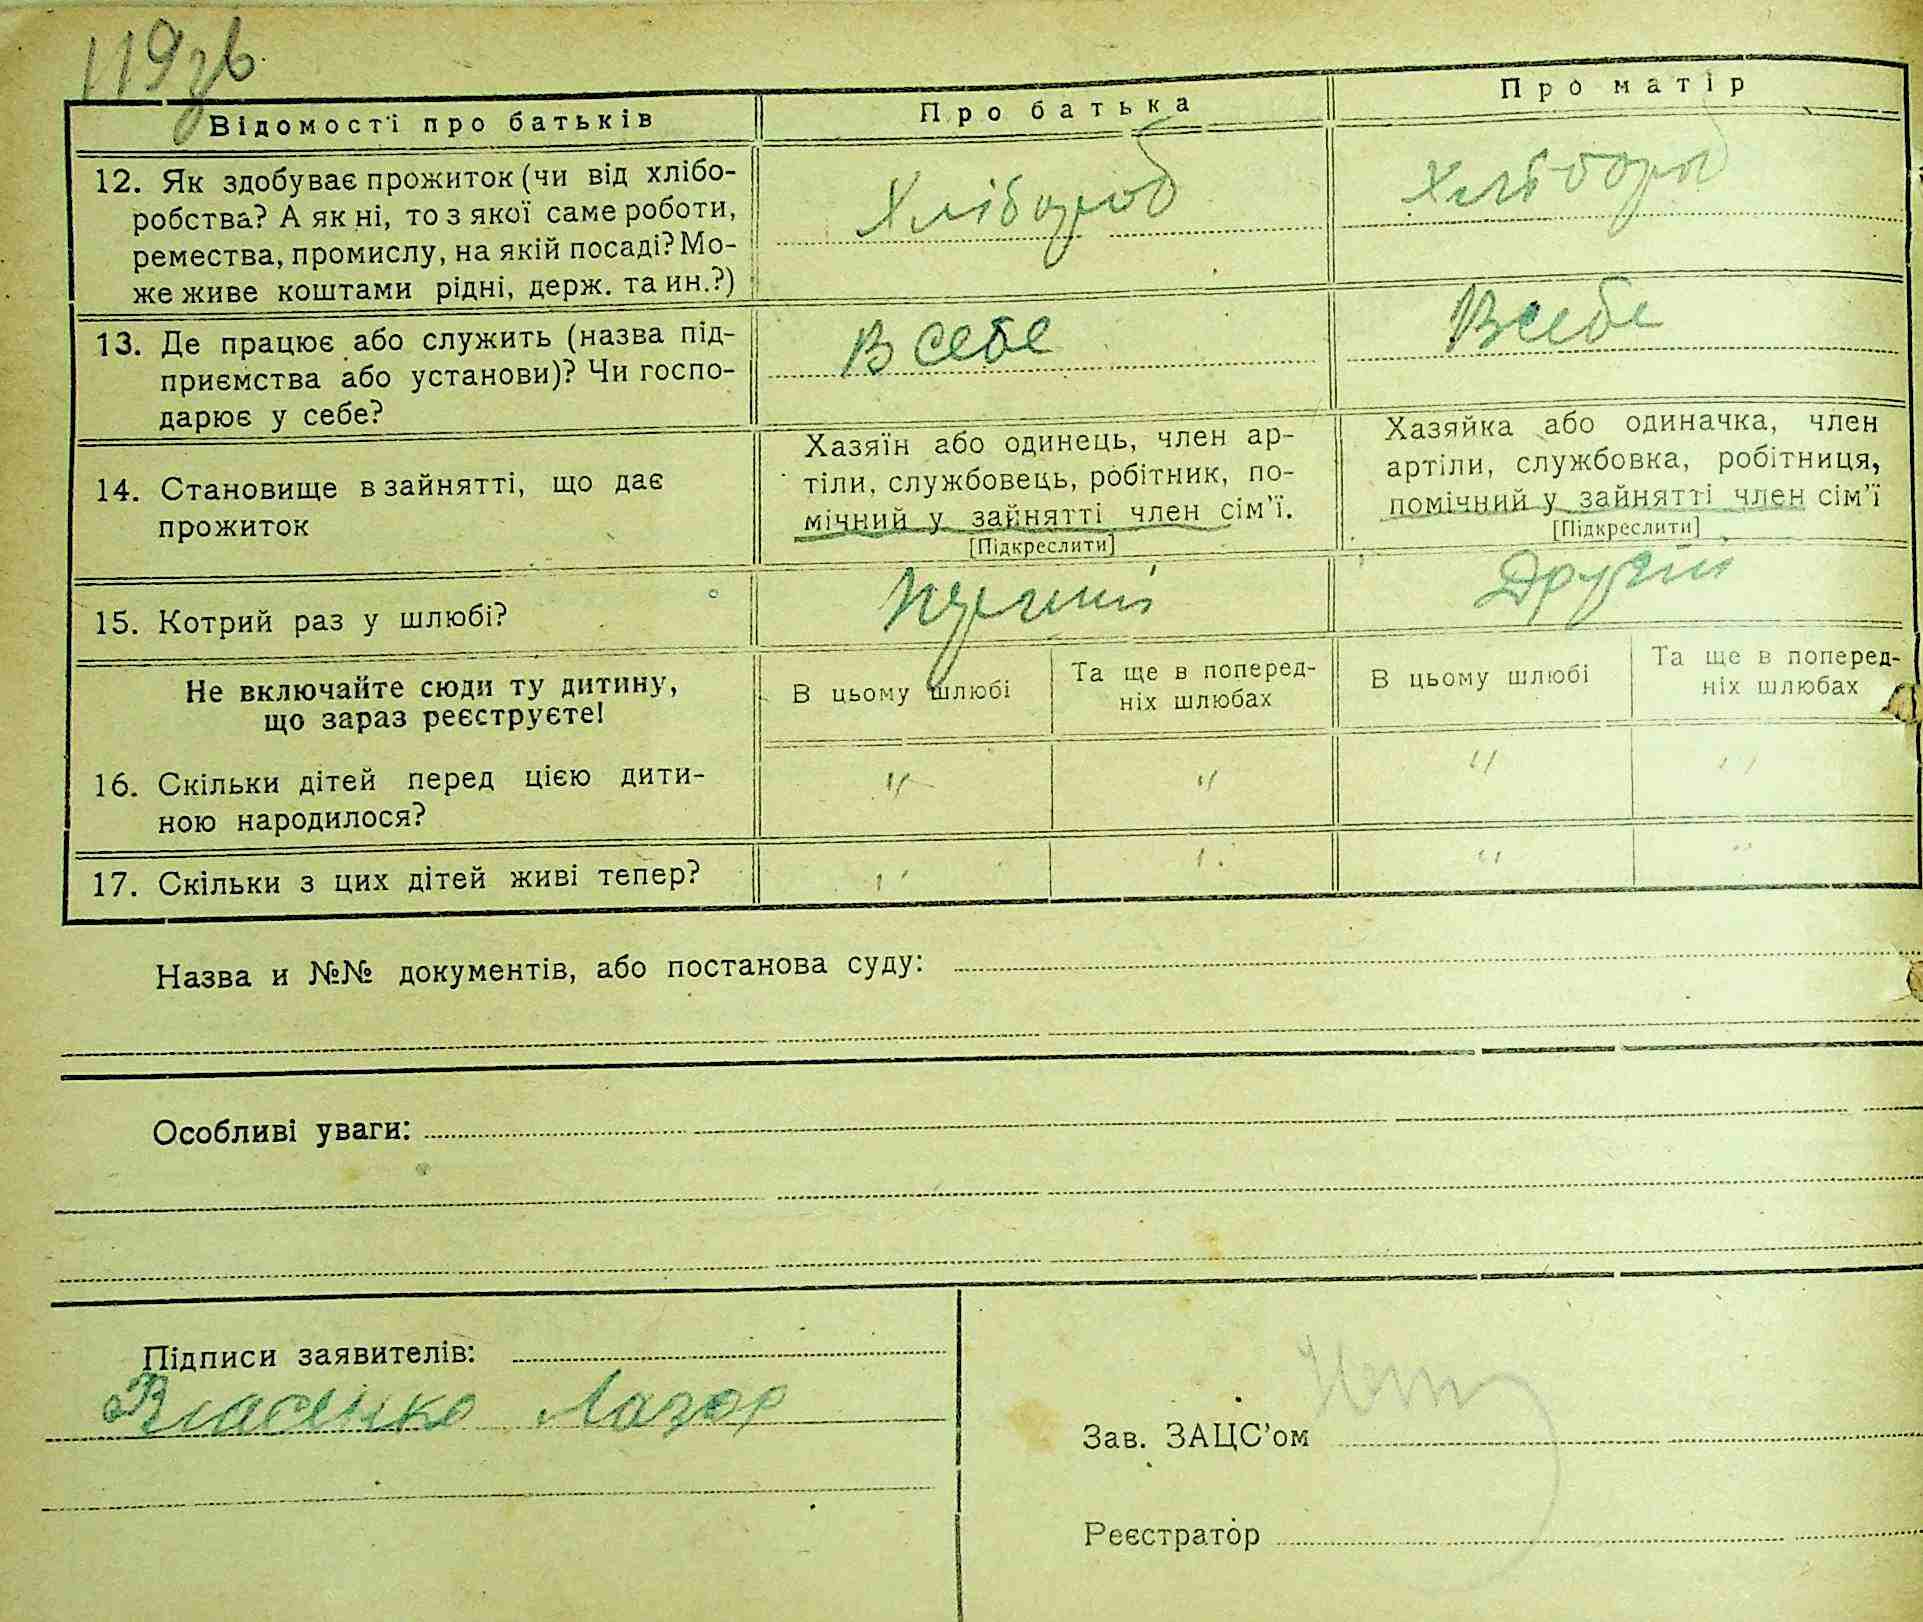 119зв
Відомості про батьків
Про батька
Про матір
12. Як здобуває прожиток (чи від хлібо-
робства? А як ні, то з якої саме роботи,
ремества, промислу, на якій посаді? Мо-
же живе коштами рідні, держ. та ин.?)
Хлібороб
Хлібороб
13. Де працює або служить (назва під-
приємства або установи)? Чи госпо-
дарює у себе?
В себе
В себе
14. Становище в зайнятті, що дає
прожиток
Хазяїн або одинець, член ар-
тіли, службовець, робітник, по-
мічний у зайнятті член сім'ї.
[Підкреслити]
Хазяйка або одиначка, член
артіли, службовка, робітниця,
помічний у зайнятті член сім'ї
[Підкреслити]
15. Котрий раз у шлюбі?
Другий
Не включайте сюди ту дитину,
що зараз реєструєте!
В цьому шлюбі
Та ще в поперед-
ніх шлюбах
В цьому шлюбі
Та ще в поперед-
ніх шлюбах
16. Скільки дітей перед цією дити-
ною народилося?
" " " "
17. Скільки з цих дітей живі тепер?
" " " "
Назва и №№ документів, або постанова суду:
Особливі уваги:
Підписи заявителів:
Власенко Лазор
Зав. ЗАЦС'ом
Реєстратор